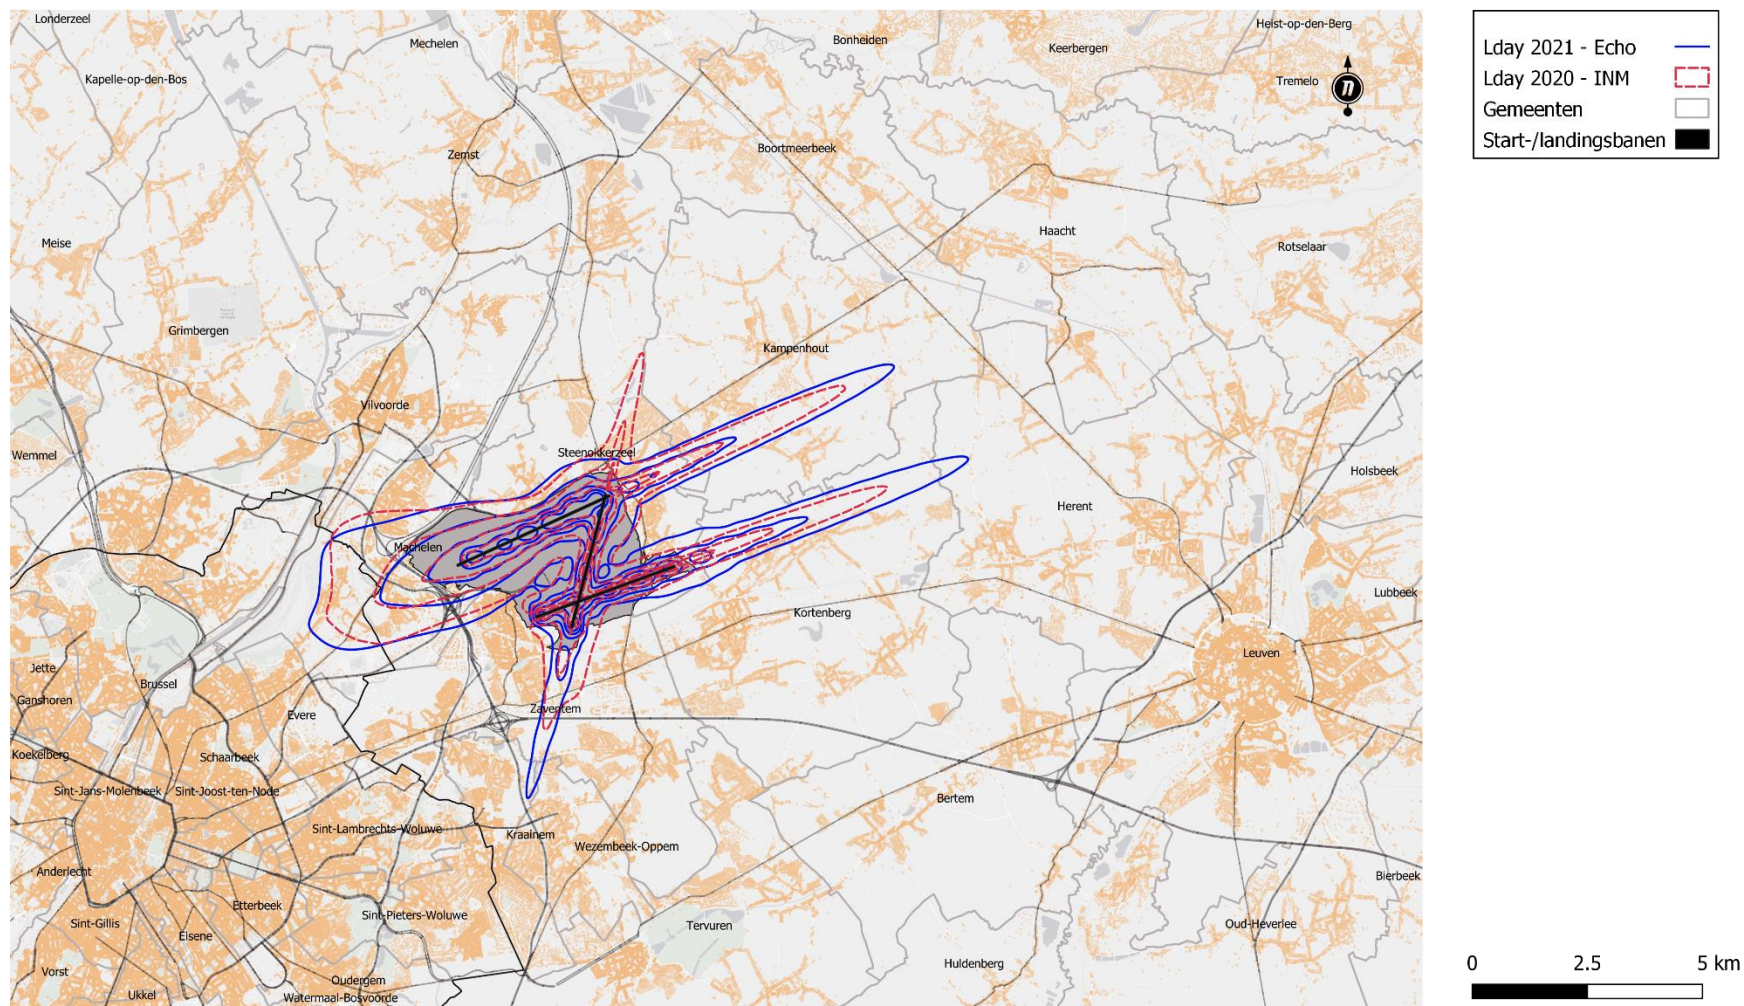 Londerzeel
Mechelen
Bonheiden
Keerbergen
Heist-op-den-Berg
Kapelle-op-den-Bos
Tremelo
n
Zemst
Boortmeerbeek
Meise
Haacht
Rotselaar
Grimbergen
Kampenhout
Vilvoorde
Wemmel
Steenokkerzeel
Holsbeek
Herent
Machelen
Lubbeek
Kortenberg
Leuven
Jette
Brussel
Ganshoren
Evere
Zaventem
Koekelberg
Schaarbeek
Sint-Jans-Molenbeek
Sint-Joost-ten-Node
Bertem
Sint-Lambrechts-Woluwe
Kraainem
Wezembeek-Oppem
Anderlecht
Bierbeek
Etterbeek
Sint-Pieters-Woluwe
Sint-Gillis
Elsene
Tervuren
Oud-Heverlee
Vorst
Huldenberg
Oudergem
Ukkel
Watermaal-Bosvoorde
Lday 2021 - Echo
Lday 2020 - INM
Gemeenten
Start-/landingsbanen
0 2.5 5 km